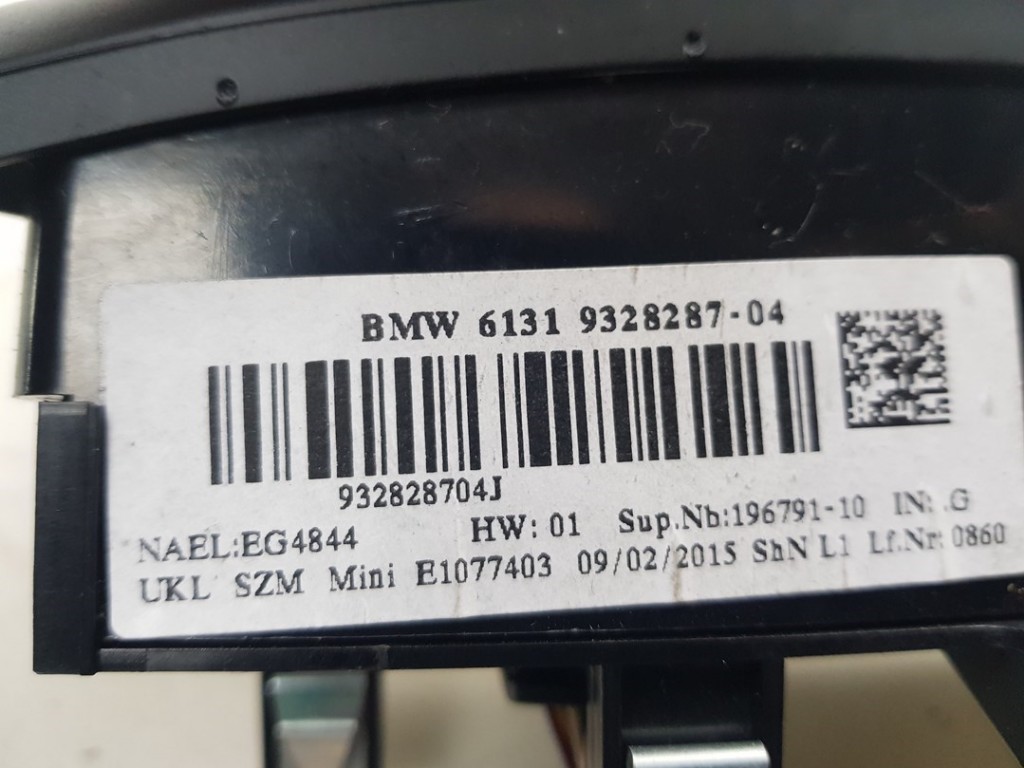 BMW 6131 9328287-04
932828704J
NAEL:EG4844 HW: 01 Sup.Nb:196791-10 IN: .G
UKL SZM Mini E1077403 09/02/2015 ShN L1 Lf.Nr: 0860